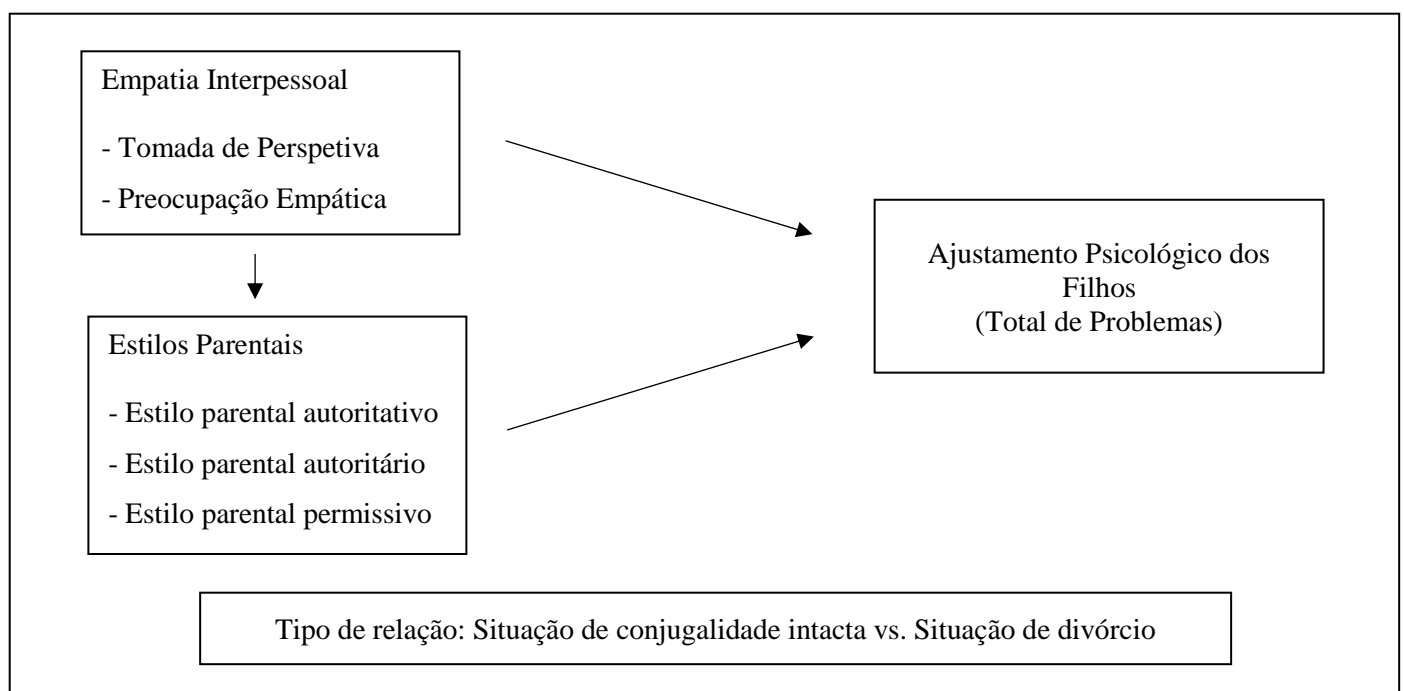 Empatia Interpessoal
- Tomada de Perspetiva
- Preocupação Empática
Estilos Parentais
- Estilo parental autoritativo
- Estilo parental autoritário
- Estilo parental permissivo
Ajustamento Psicológico dos
Filhos
(Total de Problemas)
Tipo de relação: Situação de conjugalidade intacta vs. Situação de divórcio